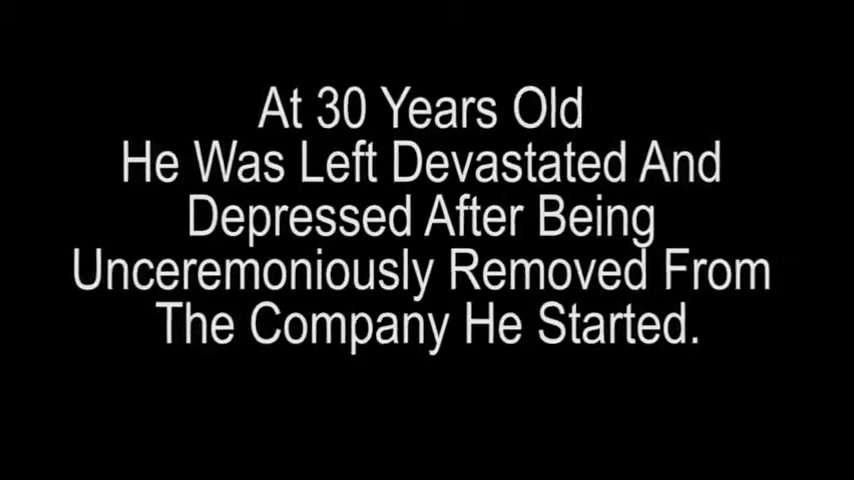 At 30 Years Old
He Was Left Devastated And
Depressed After Being
Unceremoniously Removed From
The Company He Started.